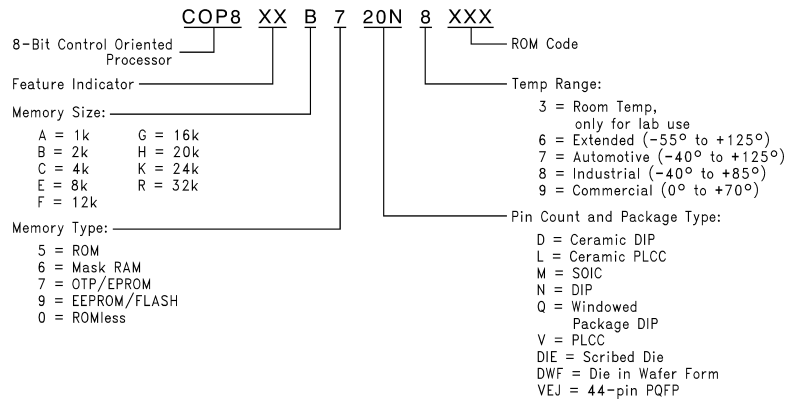 COP8 XX B 7 20N 8 XXX
8-Bit Control Oriented
Processor
Feature Indicator
Memory Size:
A = 1k G = 16k
B = 2k H = 20k
C = 4k K = 24k
E = 8k R = 32k
F = 12k
Memory Type:
5 = ROM
6 = Mask RAM
7 = OTP/EPROM
9 = EEPROM/FLASH
0 = ROMless
ROM Code
Temp Range:
3 = Room Temp,
only for lab use
6 = Extended (-55° to +125°)
7 = Automotive (-40° to +125°)
8 = Industrial (-40° to +85°)
9 = Commercial (0° to +70°)
Pin Count and Package Type:
D = Ceramic DIP
L = Ceramic PLCC
M = SOIC
N = DIP
Q = Windowed
Package DIP
V = PLCC
DIE = Scribed Die
DWF = Die in Wafer Form
VEJ = 44-pin PQFP